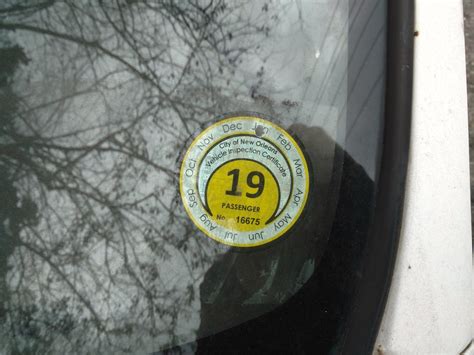 Jan Feb Mar Apr May Jun Jul Aug Sep Oct Nov Dec
City of New Orleans
Vehicle Inspection Certificate
19
PASSENGER
No. 16675